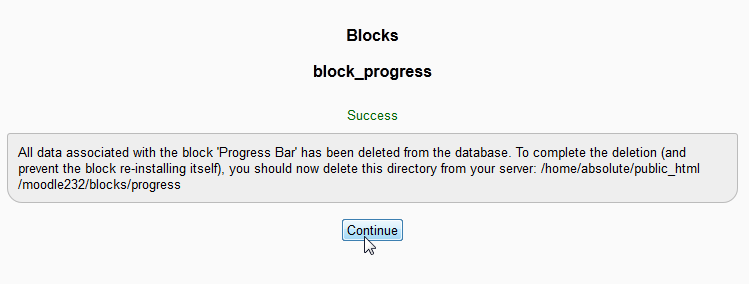 Blocks
block_progress
Success
All data associated with the block 'Progress Bar' has been deleted from the database. To complete the deletion (and
prevent the block re-installing itself), you should now delete this directory from your server: /home/absolute/public_html
/moodle232/blocks/progress
Continue